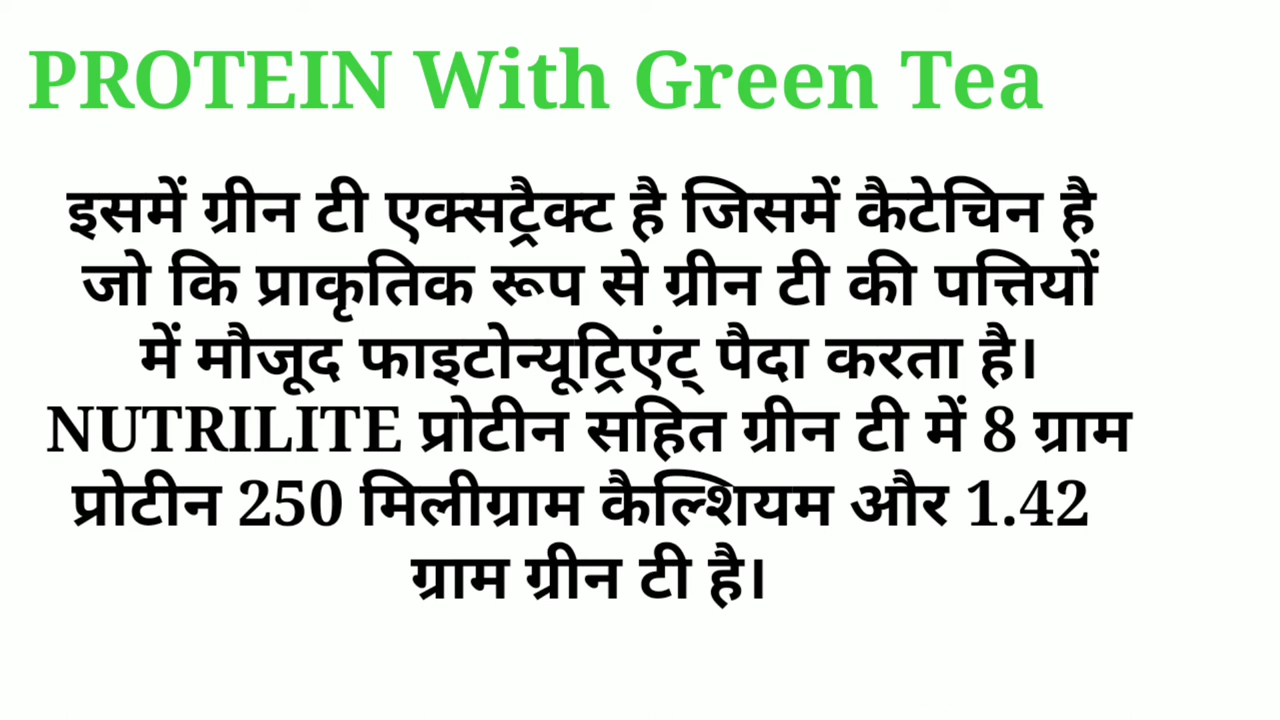 PROTEIN With Green Tea
इसमें ग्रीन टी एक्सट्रैक्ट है जिसमें कैटेचिन है
जो कि प्राकृतिक रूप से ग्रीन टी की पत्तियों
में मौजूद फाइटोन्यूट्रिएंट् पैदा करता है।
NUTRILITE प्रोटीन सहित ग्रीन टी में 8 ग्राम
प्रोटीन 250 मिलीग्राम कैल्शियम और 1.42
ग्राम ग्रीन टी है।